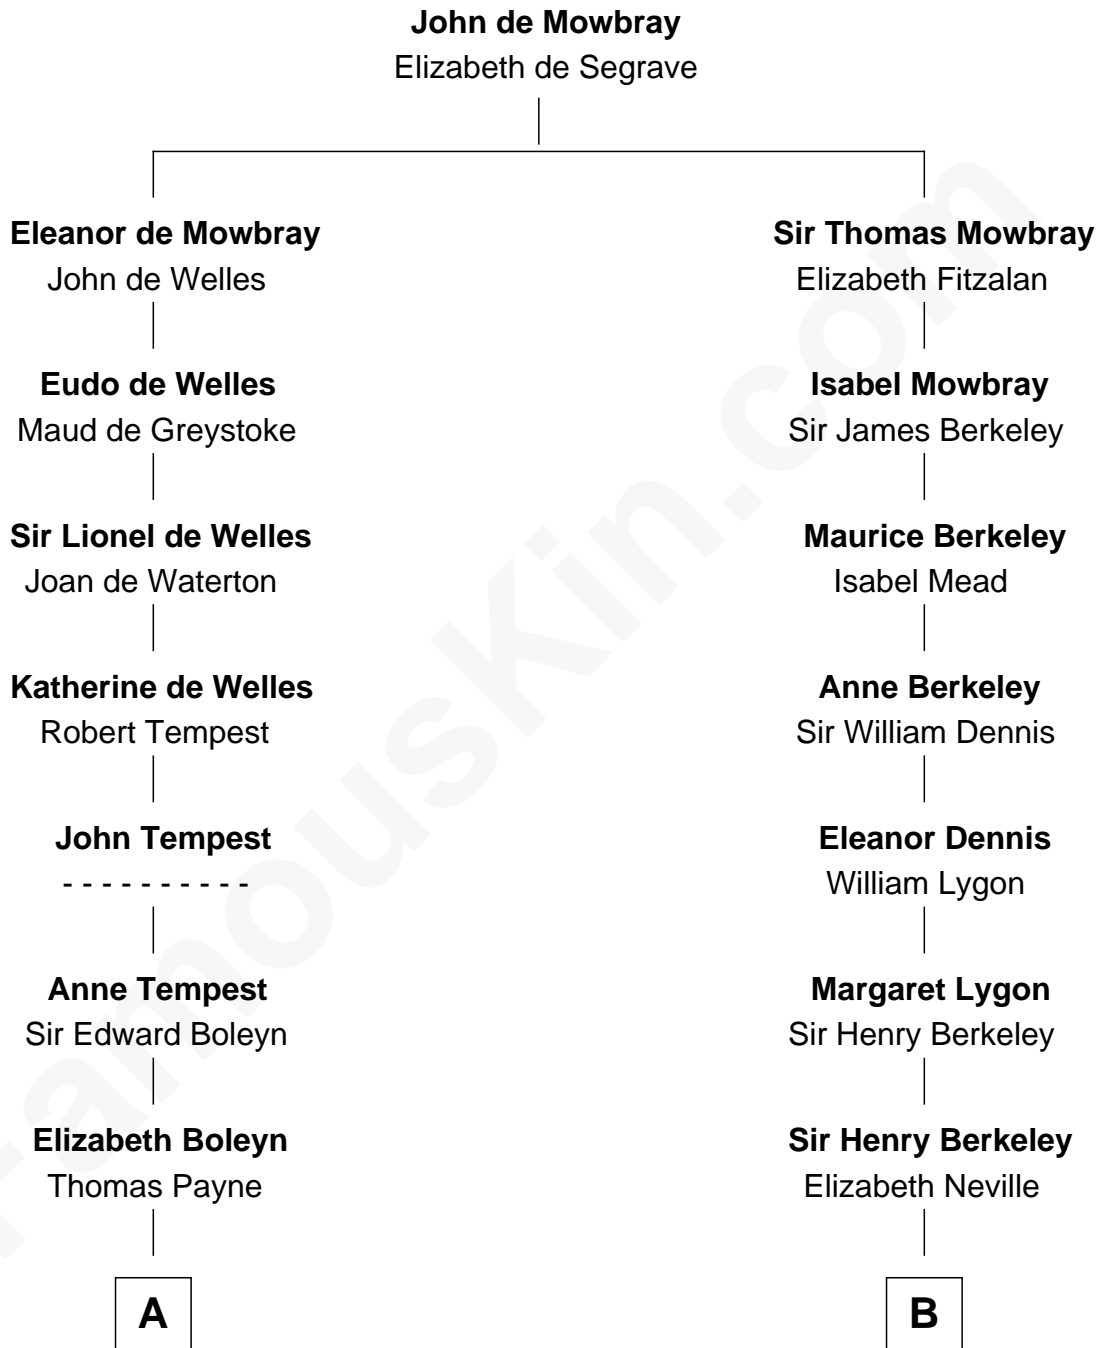 John de Mowbray
Elizabeth de Segrave
Eleanor de Mowbray
John de Welles
Sir Thomas Mowbray
Elizabeth Fitzalan
Eudo de Welles
Maud de Greystoke
Isabel Mowbray
Sir James Berkeley
Sir Lionel de Welles
Joan de Waterton
Maurice Berkeley
Isabel Mead
Katherine de Welles
Robert Tempest
Anne Berkeley
Sir William Dennis
John Tempest
- - - - - - - - - -
Eleanor Dennis
William Lygon
Anne Tempest
Sir Edward Boleyn
Margaret Lygon
Sir Henry Berkeley
Elizabeth Boleyn
Thomas Payne
Sir Henry Berkeley
Elizabeth Neville
A
B
FamousKin.com